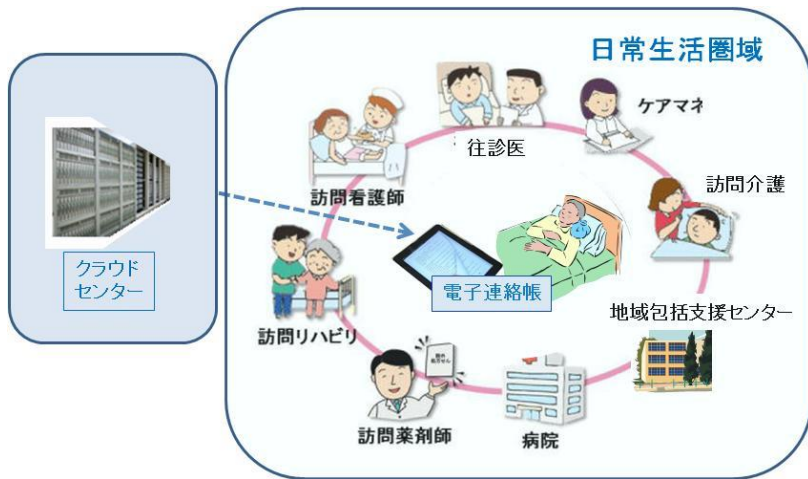 日常生活圏域
ケアマネ
往診医
訪問介護
訪問看護師
クラウド
センター
電子連絡帳
地域包括支援センター
訪問リハビリ
訪問薬剤師
病院